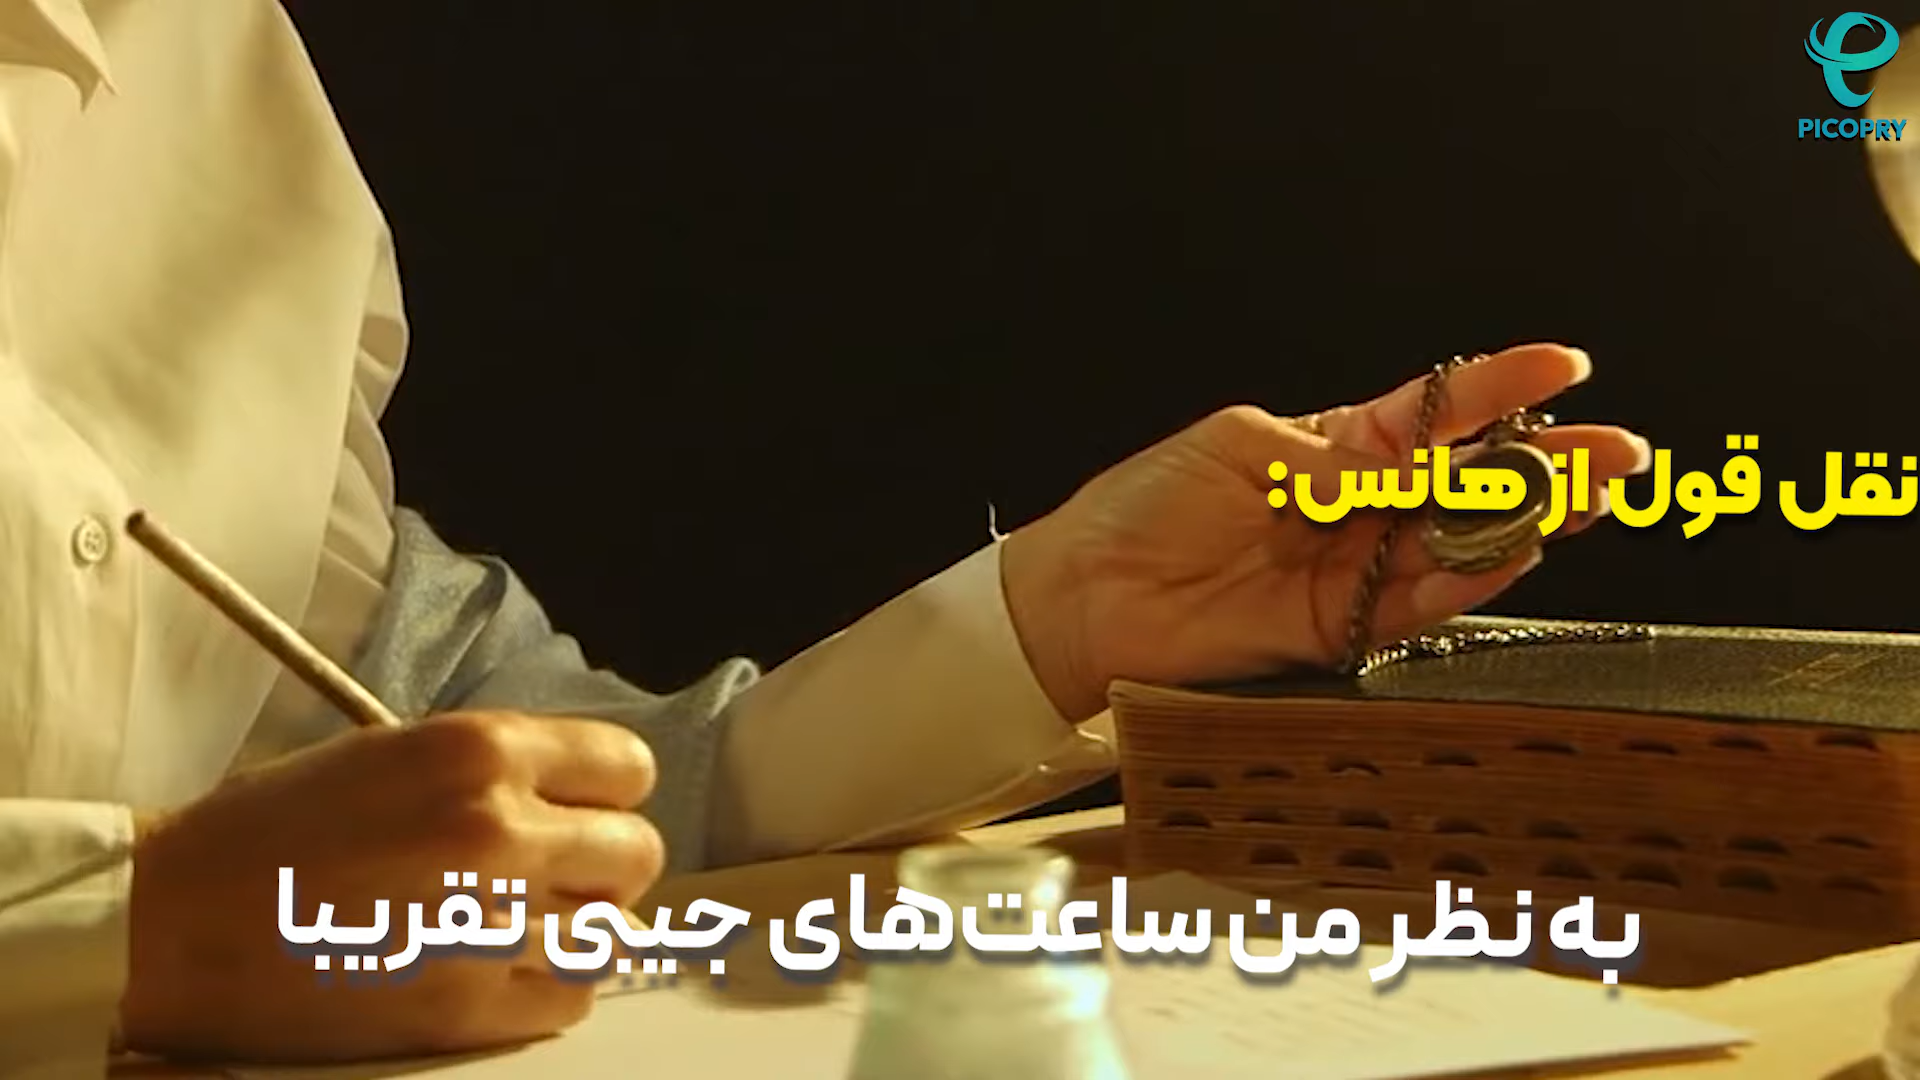 PICOPRY
نقل قول از هانس:
به نظر من ساعت‌های جیبی تقریبا